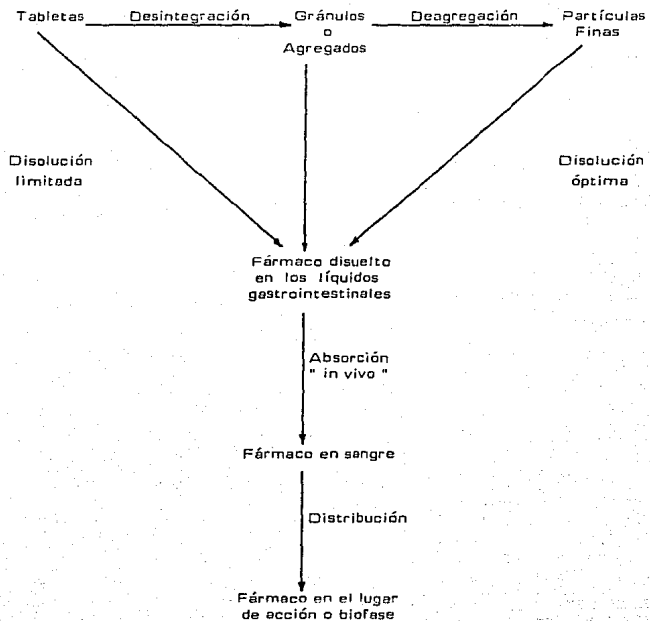 Tabletas
Desintegración
Gránulos
o
Agregados
Deagregación
Partículas
Finas
Disolución
limitada
Disolución
óptima
Fármaco disuelto
en los líquidos
gastrointestinales
Absorción
" in vivo "
Fármaco en sangre
Distribución
Fármaco en el lugar
de acción o biofase